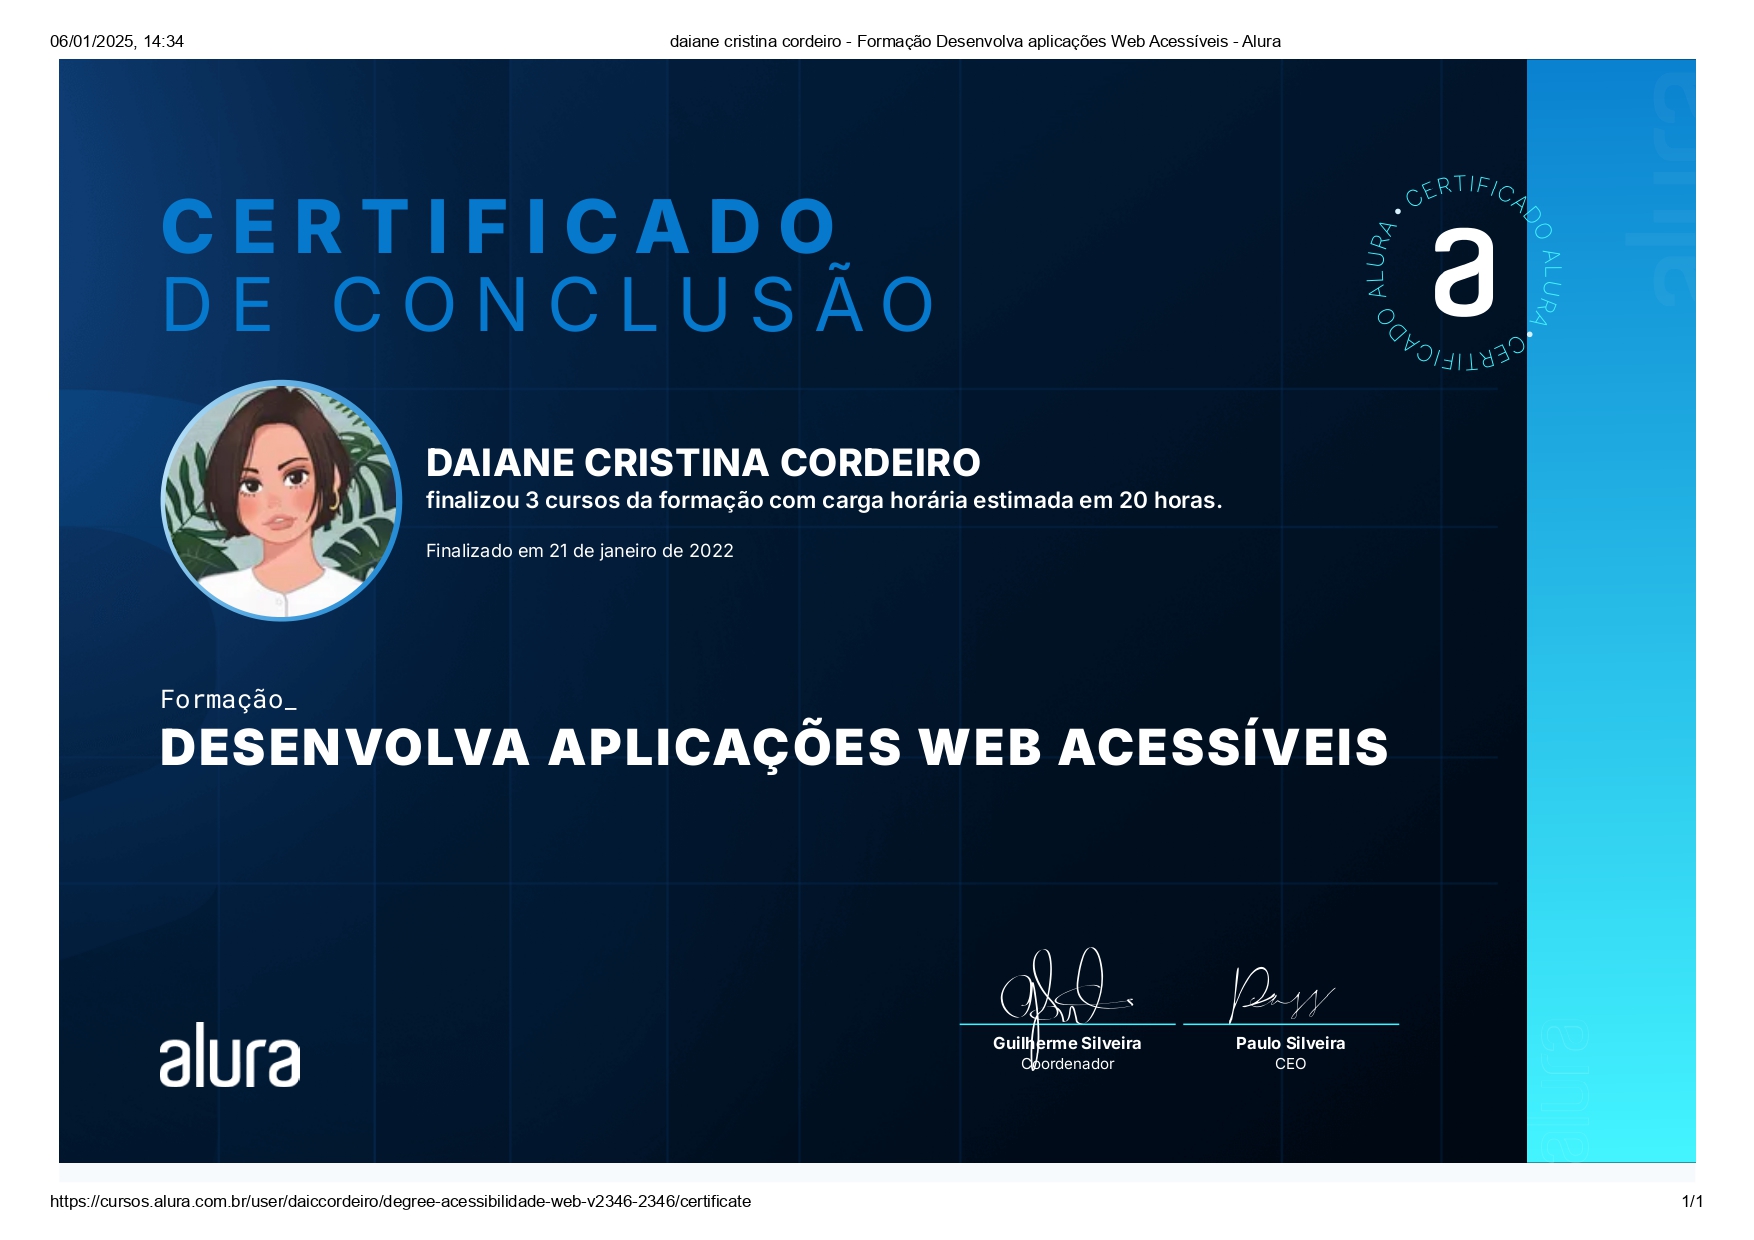 06/01/2025, 14:34
daiane cristina cordeiro - Formação Desenvolva aplicações Web Acessíveis - Alura
CERTIFICADO
DE CONCLUSÃO
• CERTIFICADO ALURA • CERTIFICADO ALURA
a
alura
DAIANE CRISTINA CORDEIRO
finalizou 3 cursos da formação com carga horária estimada em 20 horas.
Finalizado em 21 de janeiro de 2022
Formação_
DESENVOLVA APLICAÇÕES WEB ACESSÍVEIS
Guilherme Silveira
Coordenador
Paulo Silveira
CEO
alura
alura
https://cursos.alura.com.br/user/daiccordeiro/degree-acessibilidade-web-v2346-2346/certificate
1/1